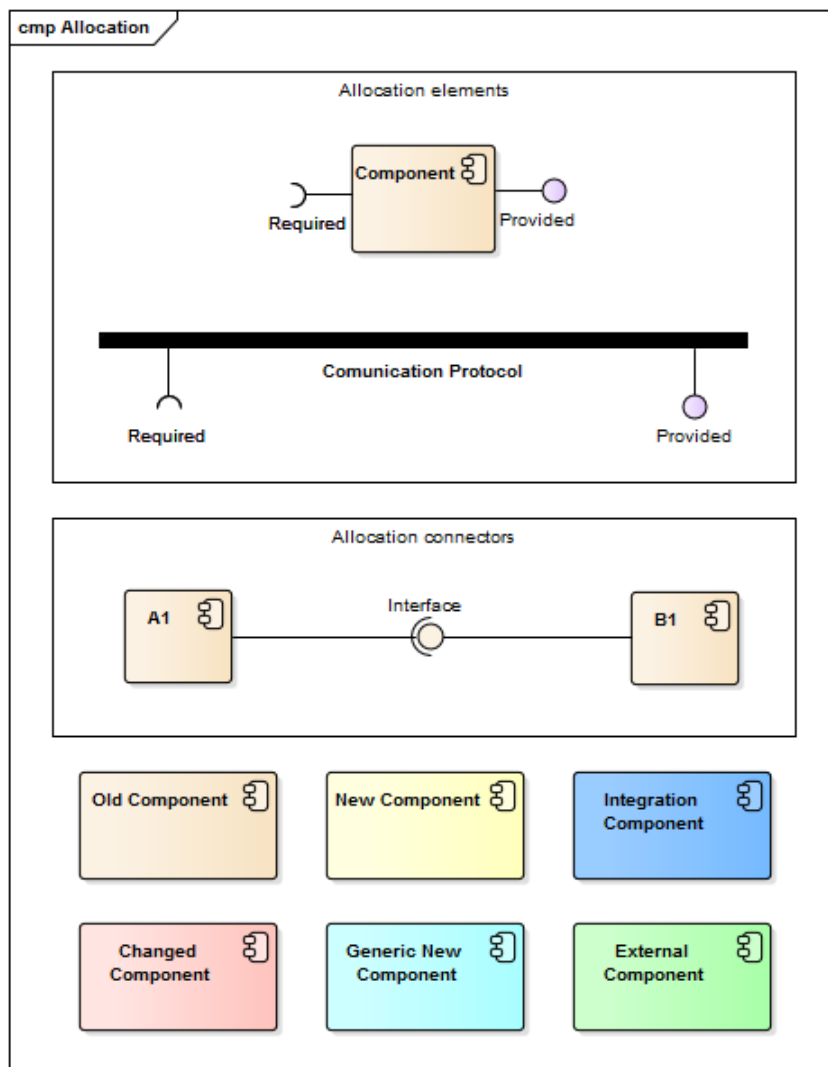 cmp Allocation
Allocation elements
Component
Required
Provided
Comunication Protocol
Required
Provided
Allocation connectors
A1
Interface
B1
Old Component
New Component
Integration
Component
Changed
Component
Generic New
Component
External
Component